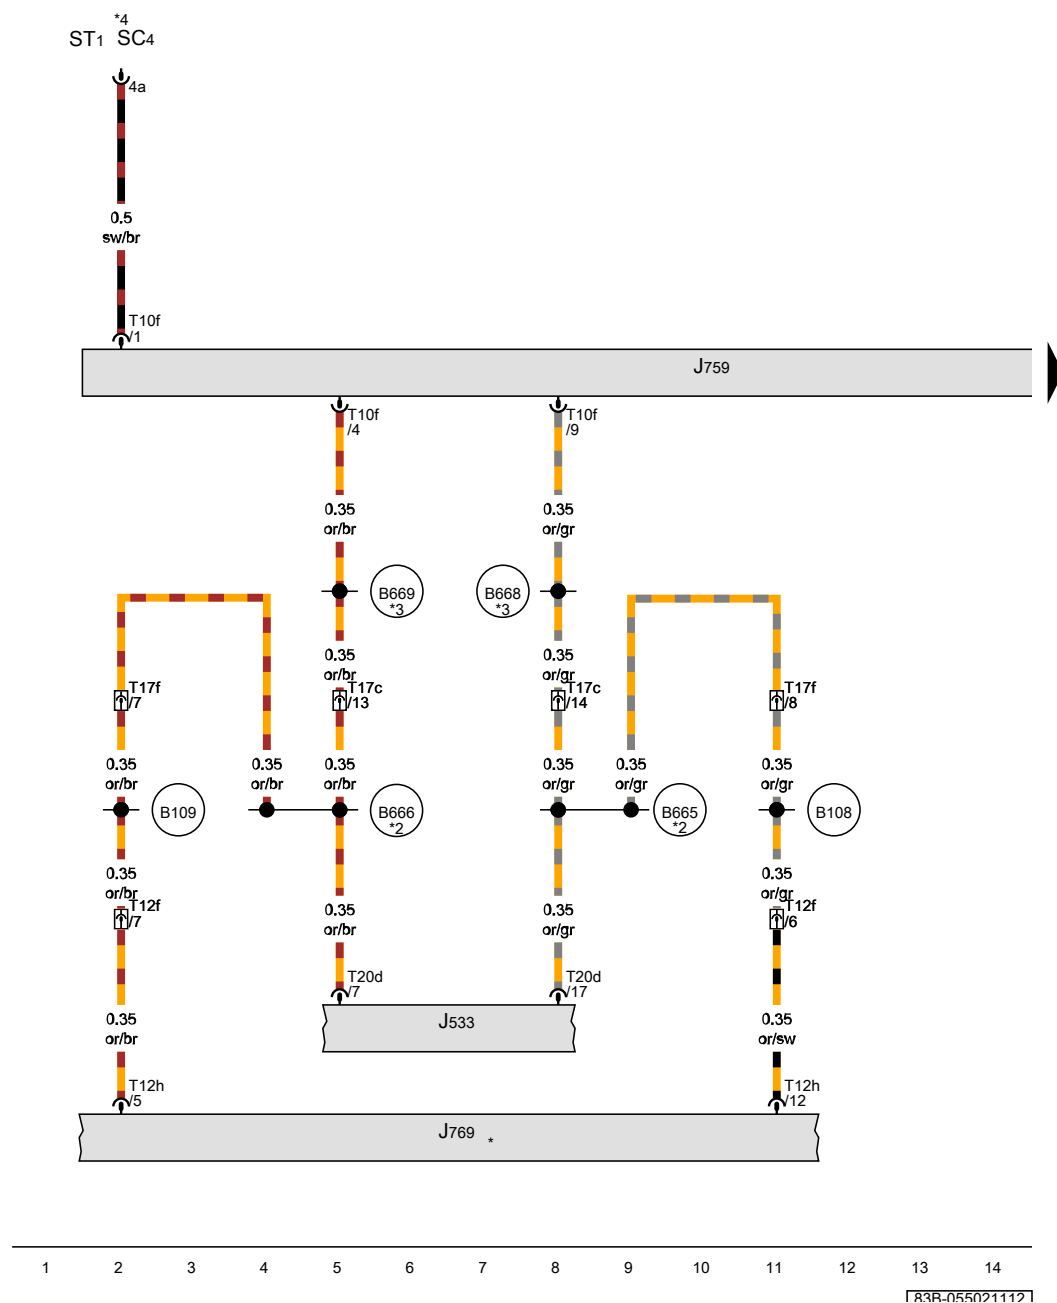 *4
ST1 SC4
4a
0.5
sw/br
T10f
/1
J759
T10f
/4
T10f
/9
0.35
or/br
0.35
or/gr
B669
*3
B668
*3
0.35
or/br
0.35
or/gr
T17f
/7
T17c
/13
T17c
/14
T17f
/8
0.35
or/br
0.35
or/br
0.35
or/br
0.35
or/gr
0.35
or/gr
0.35
or/gr
B109
B666
*2
B665
*2
B108
0.35
or/br
0.35
or/gr
T12f
/7
T12f
/6
0.35
or/br
0.35
or/gr
T20d
/7
T20d
/17
J533
0.35
or/br
0.35
or/sw
T12h
/5
T12h
/12
J769 *
1 2 3 4 5 6 7 8 9 10 11 12 13 14
83B-055021112